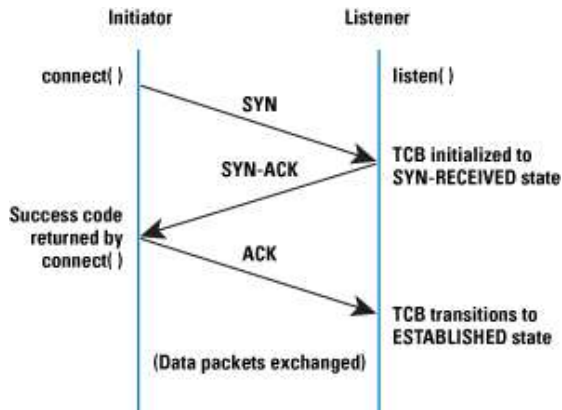 Initiator
Listener
connect( )
listen( )
SYN
TCB initialized to
SYN-RECEIVED state
SYN-ACK
Success code
returned by
connect( )
ACK
TCB transitions to
ESTABLISHED state
(Data packets exchanged)